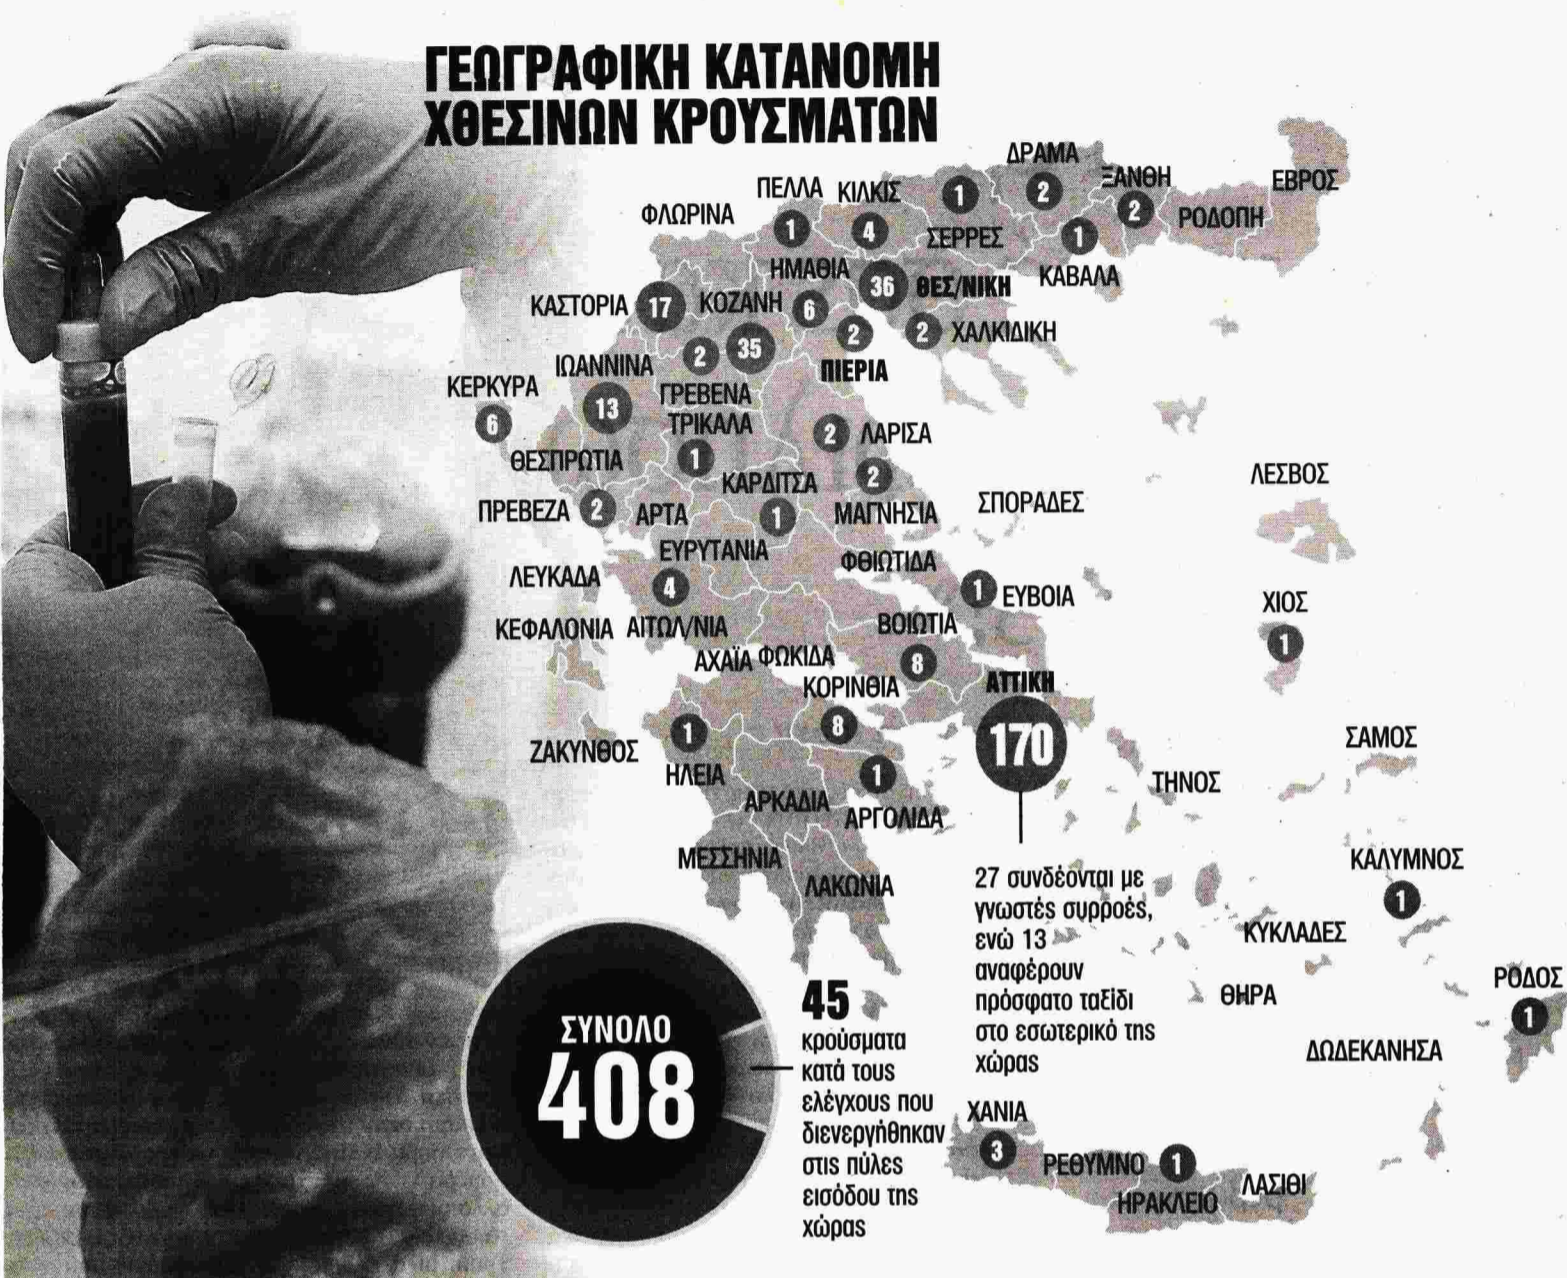 ΓΕΩΓΡΑΦΙΚΗ ΚΑΤΑΝΟΜΗ
ΧΘΕΣΙΝΩΝ ΚΡΟΥΣΜΑΤΩΝ
ΔΡΑΜΑ
2
ΞΑΝΘΗ
2
ΕΒΡΟΣ
ΡΟΔΟΠΗ
ΠΕΛΛΑ
1
ΚΙΛΚΙΣ
4
1
ΣΕΡΡΕΣ
1
ΚΑΒΑΛΑ
ΦΛΩΡΙΝΑ
ΗΜΑΘΙΑ
6
36
ΘΕΣ/ΝΙΚΗ
ΚΑΣΤΟΡΙΑ
17
ΚΟΖΑΝΗ
35
2
ΠΙΕΡΙΑ
2
ΧΑΛΚΙΔΙΚΗ
ΙΩΑΝΝΙΝΑ
13
2
ΓΡΕΒΕΝΑ
ΚΕΡΚΥΡΑ
6
ΤΡΙΚΑΛΑ
1
2
ΛΑΡΙΣΑ
ΘΕΣΠΡΩΤΙΑ
ΚΑΡΔΙΤΣΑ
1
2
ΜΑΓΝΗΣΙΑ
ΣΠΟΡΑΔΕΣ
ΛΕΣΒΟΣ
ΠΡΕΒΕΖΑ
2
ΑΡΤΑ
ΕΥΡΥΤΑΝΙΑ
ΦΘΙΩΤΙΔΑ
ΛΕΥΚΑΔΑ
4
ΑΙΤΩΛ/ΝΙΑ
1
ΕΥΒΟΙΑ
ΧΙΟΣ
1
ΚΕΦΑΛΟΝΙΑ
ΒΟΙΩΤΙΑ
8
ΑΧΑΪΑ
ΦΩΚΙΔΑ
ΚΟΡΙΝΘΙΑ
8
ΑΤΤΙΚΗ
170
ΖΑΚΥΝΘΟΣ
1
ΗΛΕΙΑ
1
ΑΡΓΟΛΙΔΑ
ΑΡΚΑΔΙΑ
ΣΑΜΟΣ
ΤΗΝΟΣ
ΜΕΣΣΗΝΙΑ
ΛΑΚΩΝΙΑ
ΚΑΛΥΜΝΟΣ
1
ΚΥΚΛΑΔΕΣ
27 συνδέονται με
γνωστές συρροές,
ενώ 13
αναφέρουν
πρόσφατο ταξίδι
στο εσωτερικό της
χώρας
ΘΗΡΑ
ΡΟΔΟΣ
1
ΔΩΔΕΚΑΝΗΣΑ
ΣΥΝΟΛΟ
408
45
κρούσματα
κατά τους
ελέγχους που
διενεργήθηκαν
στις πύλες
εισόδου της
χώρας
ΧΑΝΙΑ
3
ΡΕΘΥΜΝΟ
1
ΗΡΑΚΛΕΙΟ
ΛΑΣΙΘΙ